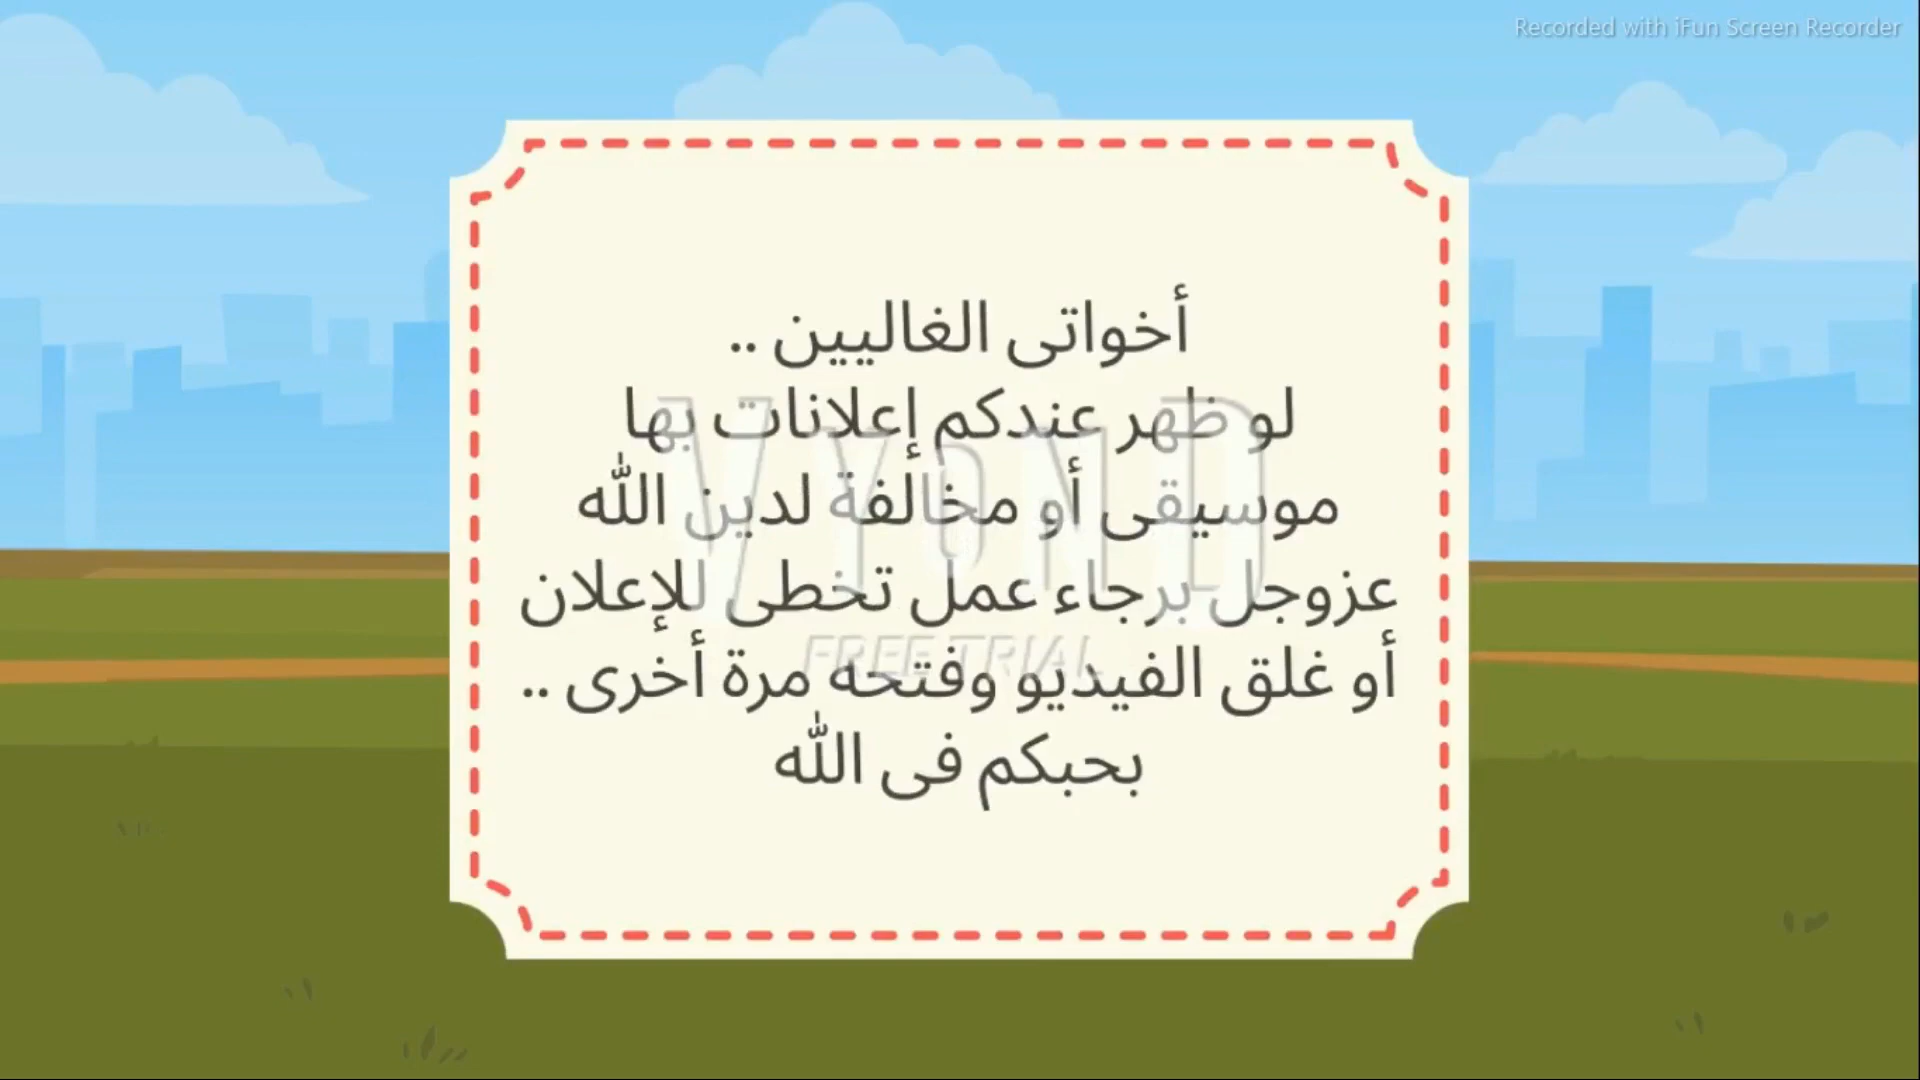 Recorded with iFun Screen Recorder
أخواتى الغاليين ..
لو ظهر عندكم إعلانات بها
موسيقى أو مخالفة لدين الله
عزوجل برجاء عمل تخطى للإعلان
أو غلق الفيديو وفتحه مرة أخرى ..
بحبكم فى الله
VYOND
FREE TRIAL